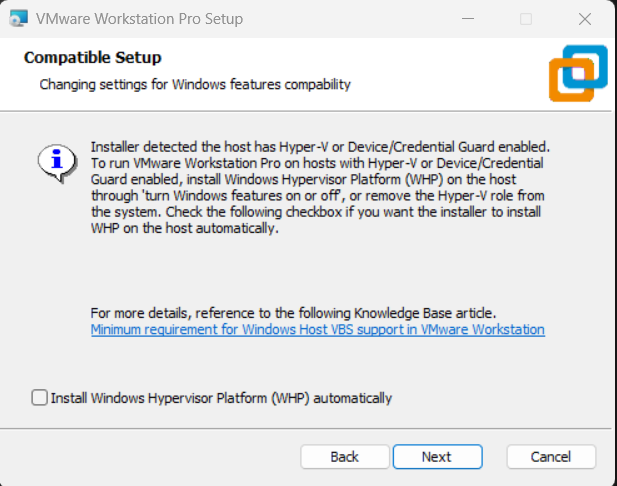 VMware Workstation Pro Setup
Compatible Setup
Changing settings for Windows features compability
Installer detected the host has Hyper-V or Device/Credential Guard enabled.
To run VMware Workstation Pro on hosts with Hyper-V or Device/Credential
Guard enabled, install Windows Hypervisor Platform (WHP) on the host
through 'turn Windows features on or off', or remove the Hyper-V role from
the system. Check the following checkbox if you want the installer to install
WHP on the host automatically.
For more details, reference to the following Knowledge Base article.
Minimum requirement for Windows Host VBS support in VMware Workstation
Install Windows Hypervisor Platform (WHP) automatically
Back Next Cancel